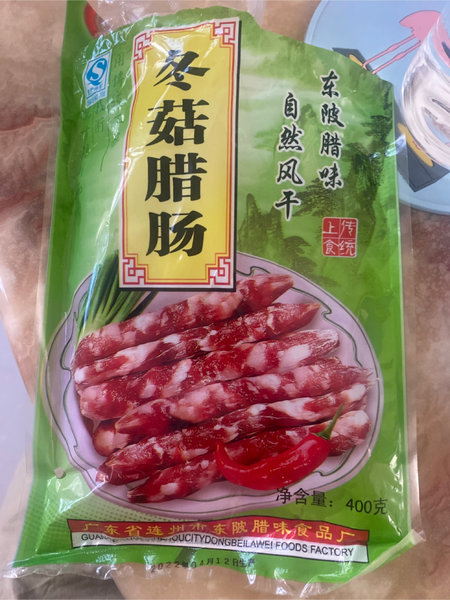 冬菇腊肠
东陂腊味
自然风干
传统
上食
净含量: 400克
广东省连州市东陂腊味食品厂
FOODS FACTORY